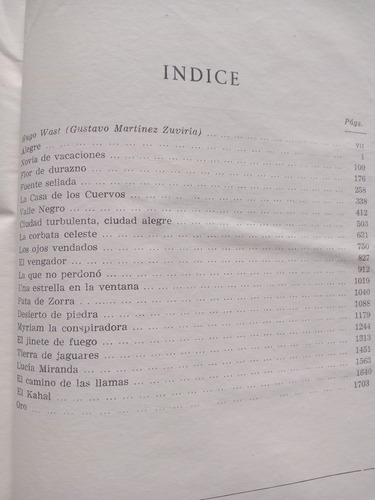 INDICE
Págs.
Hugo Wast (Gustavo Martínez Zuviría) ... ... ... vii
Alegre ... ... ... 1
Novia de vacaciones ... ... ... 109
Flor de durazno ... ... ... 176
Fuente sellada ... ... ... 258
La Casa de los Cuervos ... ... ... 338
Valle Negro ... ... ... 412
Ciudad turbulenta, ciudad alegre ... ... ... 503
La corbata celeste ... ... ... 621
Los ojos vendados ... ... ... 750
El vengador ... ... ... 827
La que no perdonó ... ... ... 912
Una estrella en la ventana ... ... ... 1019
Pata de Zorra ... ... ... 1040
Desierto de piedra ... ... ... 1088
Myriam la conspiradora ... ... ... 1179
El jinete de fuego ... ... ... 1244
Tierra de jaguares ... ... ... 1313
Lucía Miranda ... ... ... 1451
El camino de las llamas ... ... ... 1563
El Kahal ... ... ... 1640
Oro ... ... ... 1703